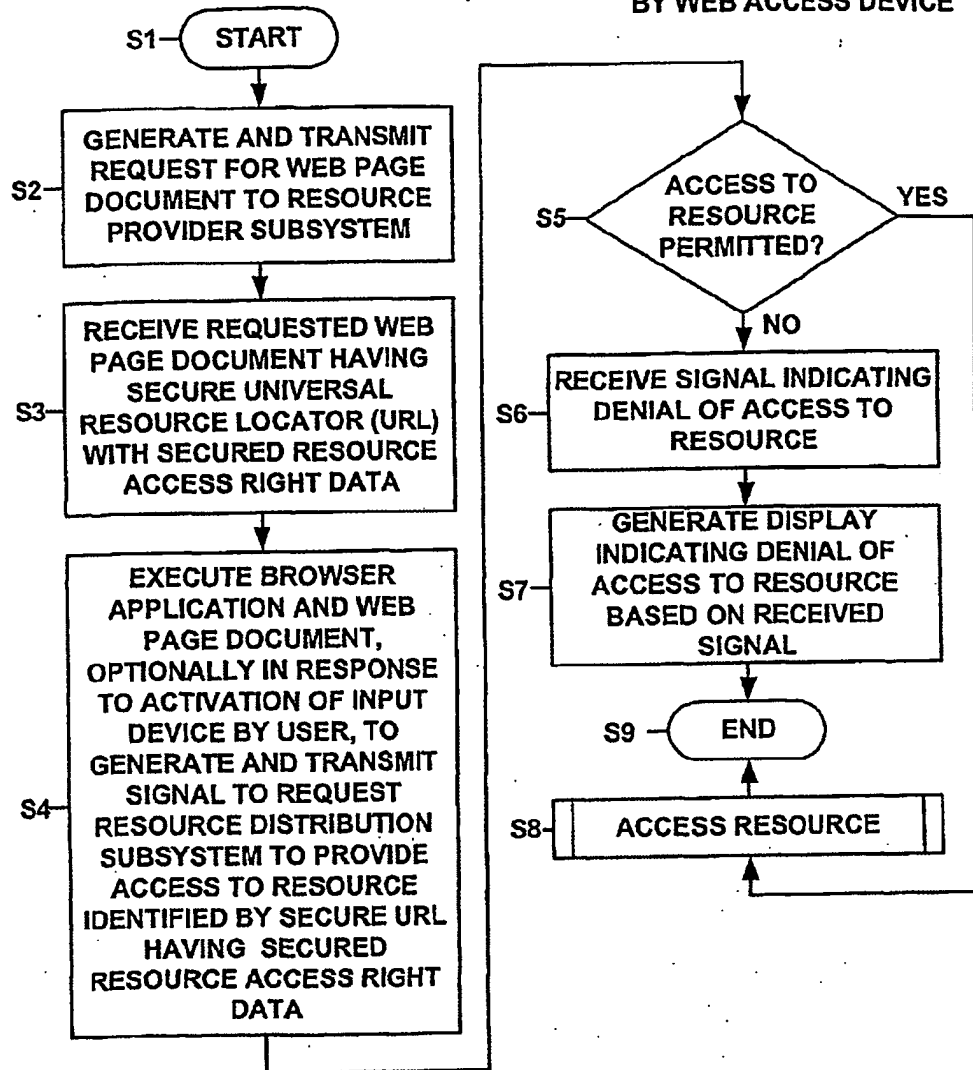 BY WEB ACCESS DEVICE
S1
START
S2
GENERATE AND TRANSMIT
REQUEST FOR WEB PAGE
DOCUMENT TO RESOURCE
PROVIDER SUBSYSTEM
S3
RECEIVE REQUESTED WEB
PAGE DOCUMENT HAVING
SECURE UNIVERSAL
RESOURCE LOCATOR (URL)
WITH SECURED RESOURCE
ACCESS RIGHT DATA
S4
EXECUTE BROWSER
APPLICATION AND WEB
PAGE DOCUMENT,
OPTIONALLY IN RESPONSE
TO ACTIVATION OF INPUT
DEVICE BY USER, TO
GENERATE AND TRANSMIT
SIGNAL TO REQUEST
RESOURCE DISTRIBUTION
SUBSYSTEM TO PROVIDE
ACCESS TO RESOURCE
IDENTIFIED BY SECURE URL
HAVING SECURED
RESOURCE ACCESS RIGHT
DATA
S5
ACCESS TO
RESOURCE
PERMITTED?
YES
NO
S6
RECEIVE SIGNAL INDICATING
DENIAL OF ACCESS TO
RESOURCE
S7
GENERATE DISPLAY
INDICATING DENIAL OF
ACCESS TO RESOURCE
BASED ON RECEIVED
SIGNAL
S9
END
S8
ACCESS RESOURCE